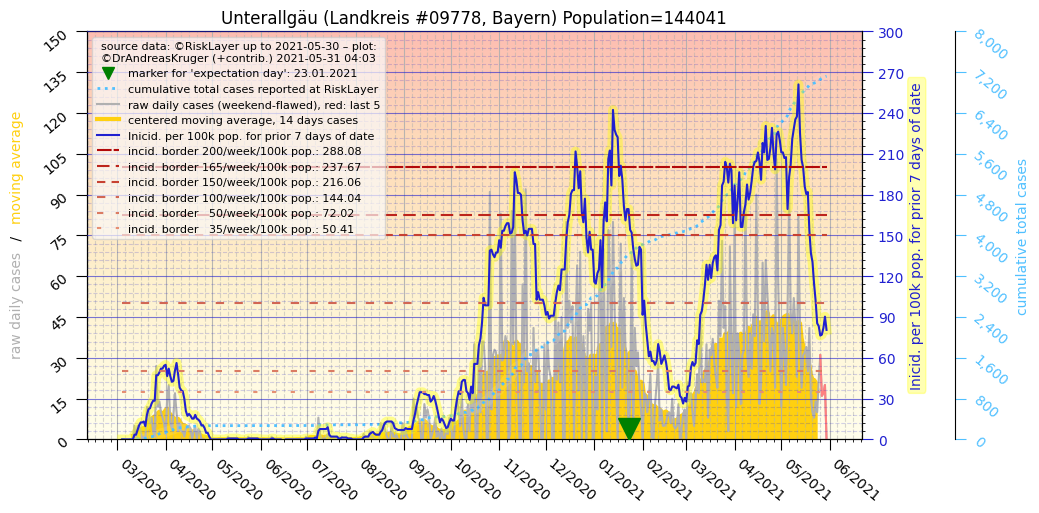 Unterallgäu (Landkreis #09778, Bayern) Population=144041
source data: ©RiskLayer up to 2021-05-30 – plot:
©DrAndreasKruger (+contrib.) 2021-05-31 04:03
marker for 'expectation day': 23.01.2021
cumulative total cases reported at RiskLayer
raw daily cases (weekend-flawed), red: last 5
centered moving average, 14 days cases
Inicid. per 100k pop. for prior 7 days of date
incid. border 200/week/100k pop.: 288.08
incid. border 165/week/100k pop.: 237.67
incid. border 150/week/100k pop.: 216.06
incid. border 100/week/100k pop.: 144.04
incid. border 50/week/100k pop.: 72.02
incid. border 35/week/100k pop.: 50.41
raw daily cases / moving average
150
135
120
105
90
75
60
45
30
15
0
300
270
240
210
180
150
120
90
60
30
0
Inicid. per 100k pop. for prior 7 days of date
8,000
7,200
6,400
5,600
4,800
4,000
3,200
2,400
1,600
800
0
cumulative total cases
03/2020
04/2020
05/2020
06/2020
07/2020
08/2020
09/2020
10/2020
11/2020
12/2020
01/2021
02/2021
03/2021
04/2021
05/2021
06/2021